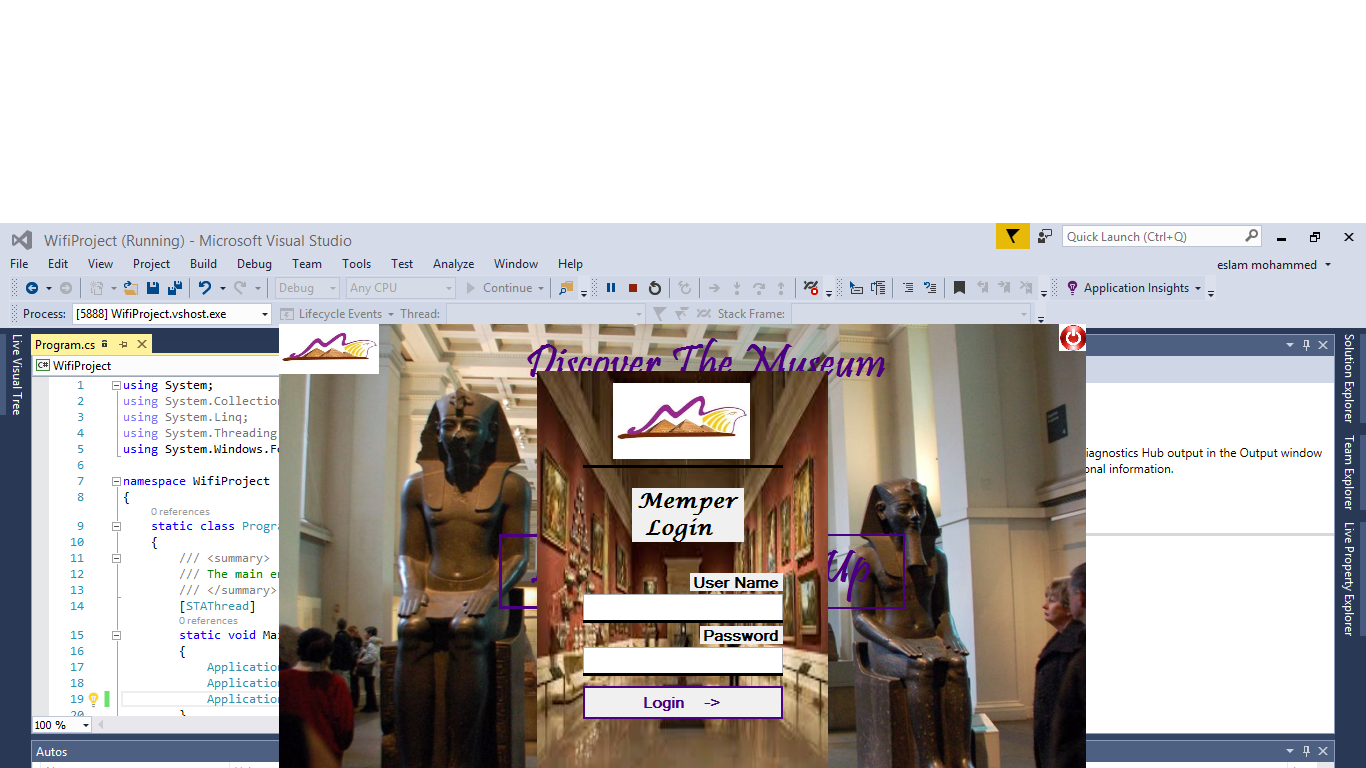 WifiProject (Running) - Microsoft Visual Studio
Quick Launch (Ctrl+Q)
File Edit View Project Build Debug Team Tools Test Analyze Window Help
eslam mohammed
Debug Any CPU Continue Application Insights
Process: [5888] WifiProject.vshost.exe Lifecycle Events Thread: Stack Frame:
Live Visual Tree
Program.cs
C# WifiProject
1 using System;
2 using System.Collection
3 using System.Linq;
4 using System.Threading
5 using System.Windows.Fo
6
7 namespace WifiProject
8 {
0 references
9 static class Progra
10 {
11 /// <summary>
12 /// The main en
13 /// </summary>
14 [STAThread]
0 references
15 static void Mai
16 {
17 Application
18 Application
19 Application
20 }
100 %
Autos
Discover The Museum
Up
Memper
Login
User Name
Password
Login ->
iagnostics Hub output in the Output window
onal information.
Solution Explorer
Team Explorer
Live Property Explorer